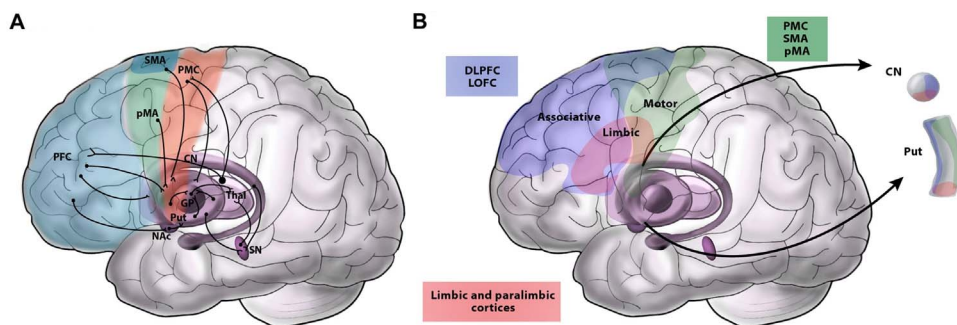 A
SMA
PMC
pMA
PFC
CN
GP
Thal
Put
NAc
SN
B
DLPFC
LOFC
PMC
SMA
pMA
Associative
Limbic
Motor
CN
Put
Limbic and paralimbic
cortices